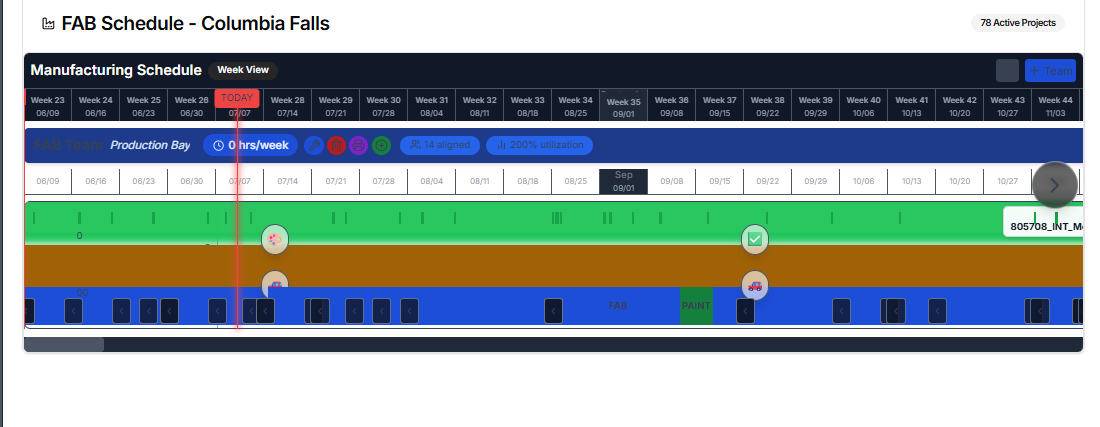 FAB Schedule - Columbia Falls
78 Active Projects
Manufacturing Schedule Week View
+ Team
Week 23 Week 24 Week 25 Week 26 TODAY Week 28 Week 29 Week 30 Week 31 Week 32 Week 33 Week 34 Week 35 Week 36 Week 37 Week 38 Week 39 Week 40 Week 41 Week 42 Week 43 Week 44
06/09 06/16 06/23 06/30 07/07 07/14 07/21 07/28 08/04 08/11 08/18 08/25 09/01 09/08 09/15 09/22 09/29 10/06 10/13 10/20 10/27 11/03
FAB Team Production Bay 0 hrs/week 14 aligned 200% utilization
Sep
06/09 06/16 06/23 06/30 07/07 07/14 07/21 07/28 08/04 08/11 08/18 08/25 09/01 09/08 09/15 09/22 09/29 10/06 10/13 10/20 10/27
805708_INT_M
0
FAB PAINT